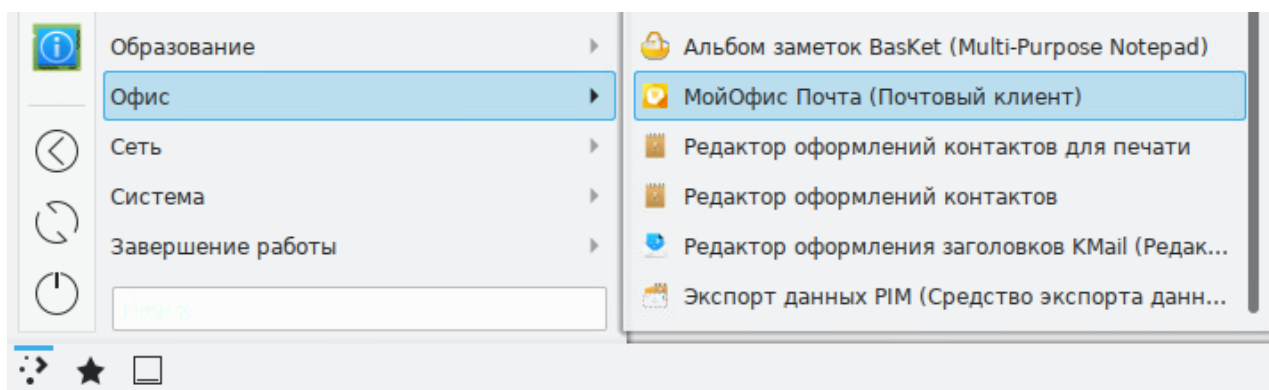 Образование
Офис
Сеть
Система
Завершение работы
Альбом заметок BasKet (Multi-Purpose Notepad)
МойОфис Почта (Почтовый клиент)
Редактор оформлений контактов для печати
Редактор оформлений контактов
Редактор оформления заголовков KMail (Редак...
Экспорт данных PIM (Средство экспорта данн...